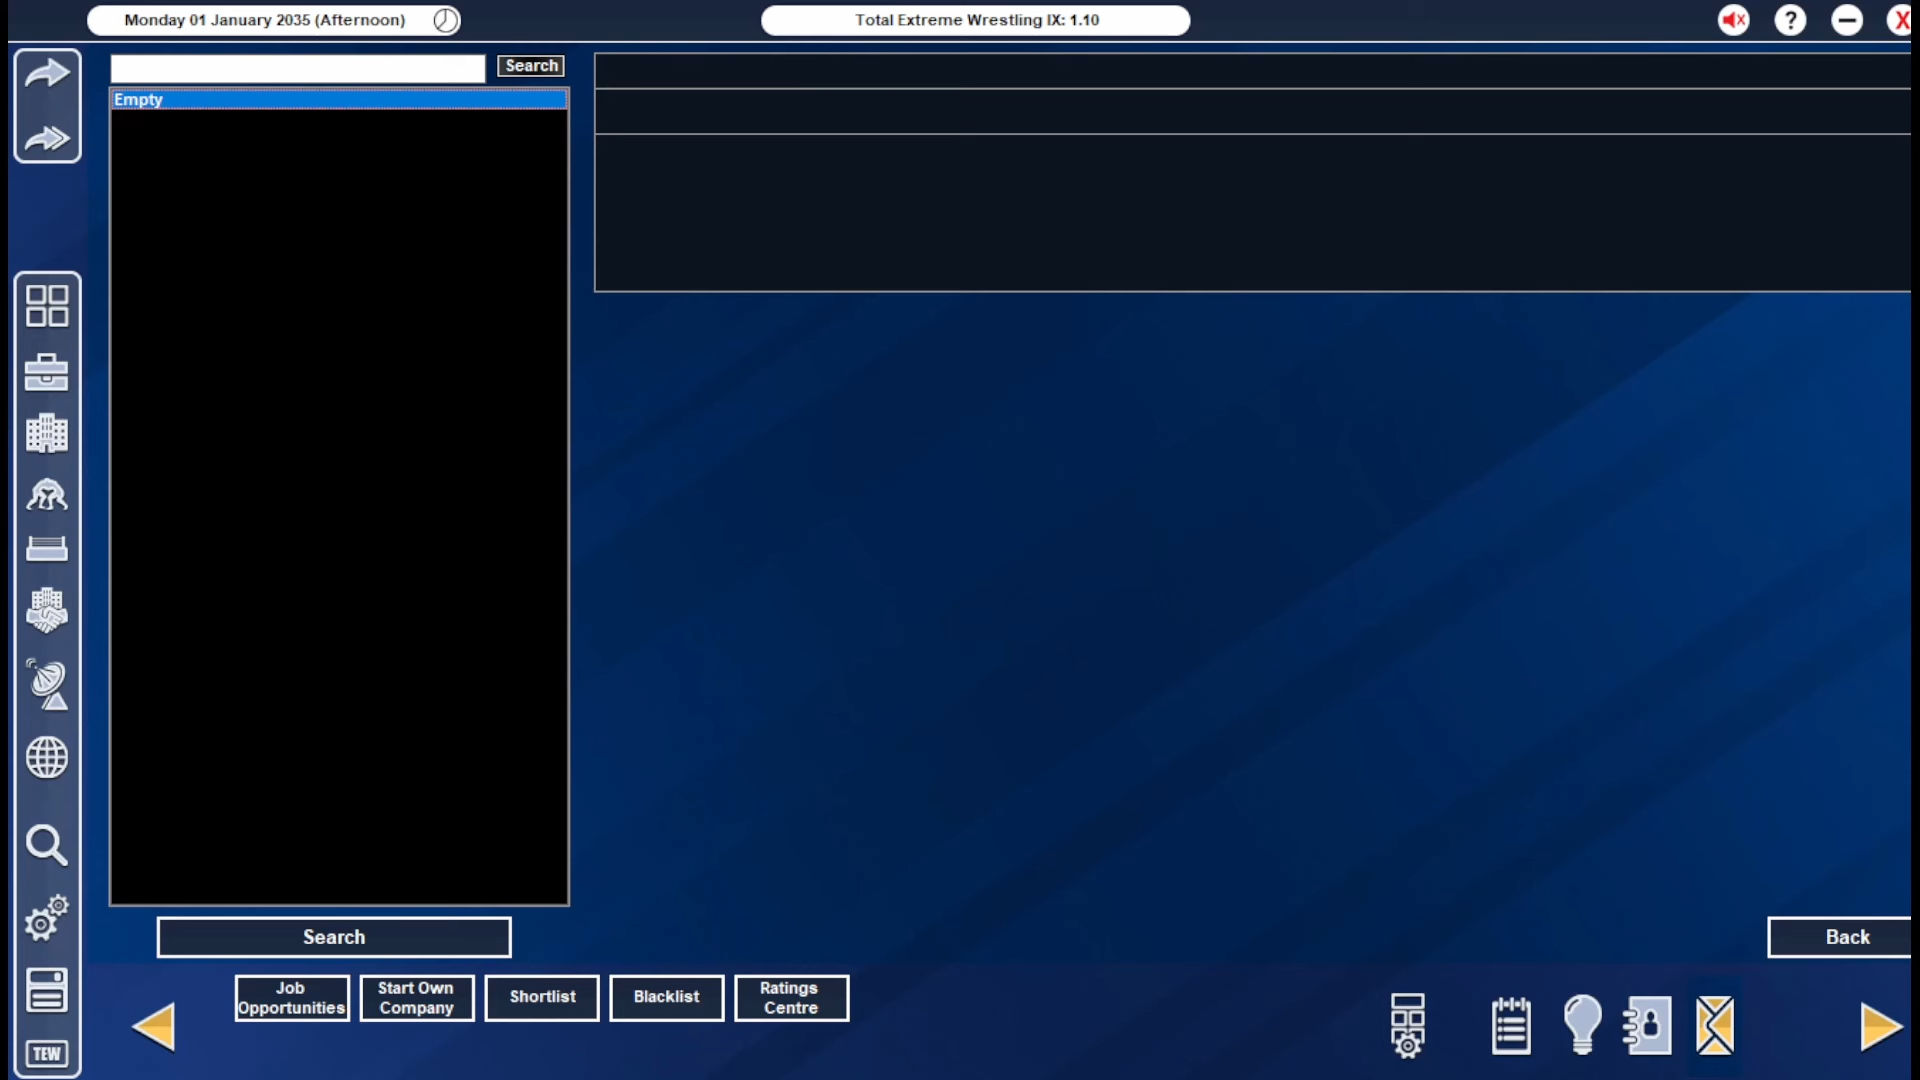 Monday 01 January 2035 (Afternoon)
Total Extreme Wrestling IX: 1.10
?
X
Search
Empty
Search
Back
Job
Opportunities
Start Own
Company
Shortlist
Blacklist
Ratings
Centre
TEW